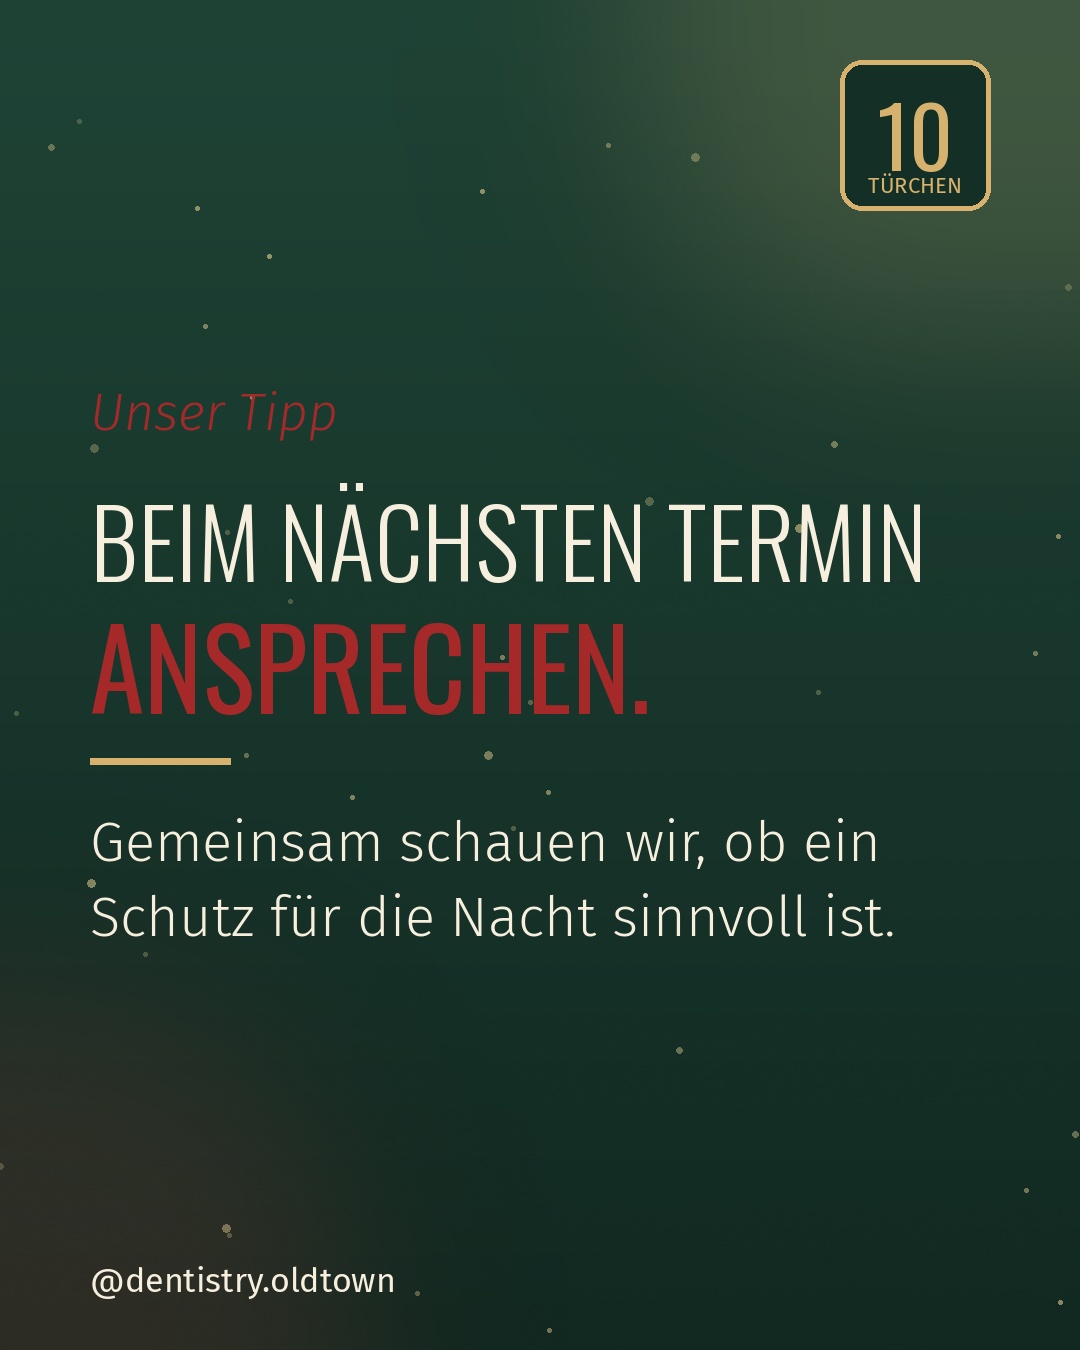 10
TÜRCHEN
Unser Tipp
BEIM NÄCHSTEN TERMIN
ANSPRECHEN.
Gemeinsam schauen wir, ob ein
Schutz für die Nacht sinnvoll ist.
@dentistry.oldtown